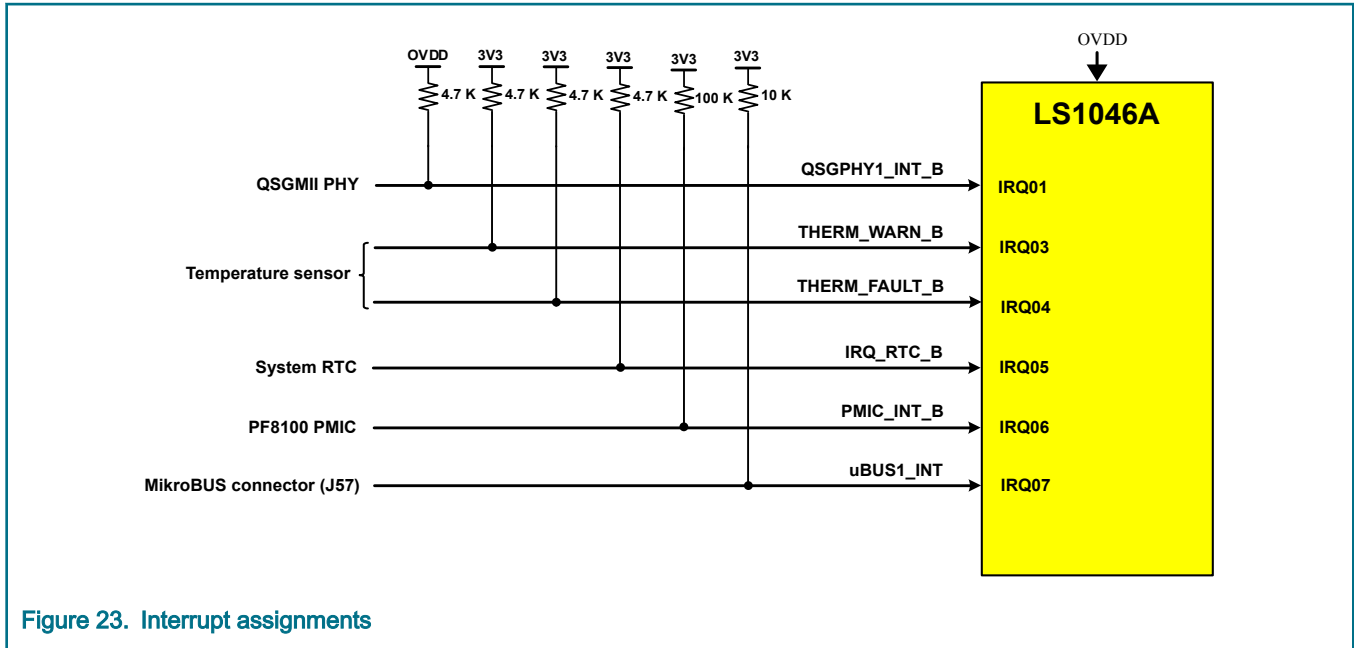 OVDD 3V3 3V3 3V3 3V3 3V3 OVDD
4.7 K 4.7 K 4.7 K 4.7 K 100 K 10 K
LS1046A
QSGMII PHY QSGPHY1_INT_B IRQ01
THERM_WARN_B IRQ03
Temperature sensor
THERM_FAULT_B IRQ04
System RTC IRQ_RTC_B IRQ05
PF8100 PMIC PMIC_INT_B IRQ06
MikroBUS connector (J57) uBUS1_INT IRQ07
Figure 23. Interrupt assignments